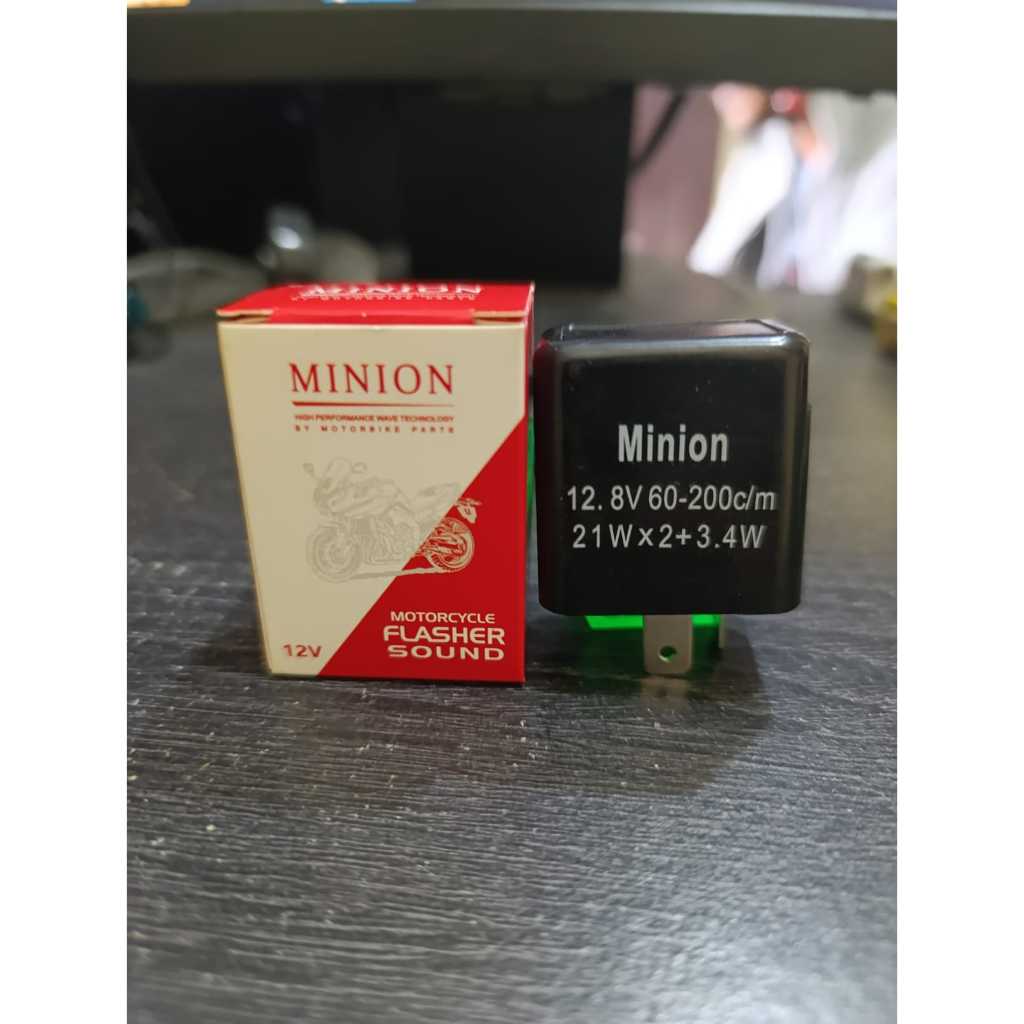 MINION
MINION
HIGH PERFORMANCE WAVE TECHNOLOGY
BY MOTORBIKE PARTS
MOTORCYCLE
FLASHER
SOUND
12V
Minion
12.8V 60-200c/m
21W x 2+3.4W